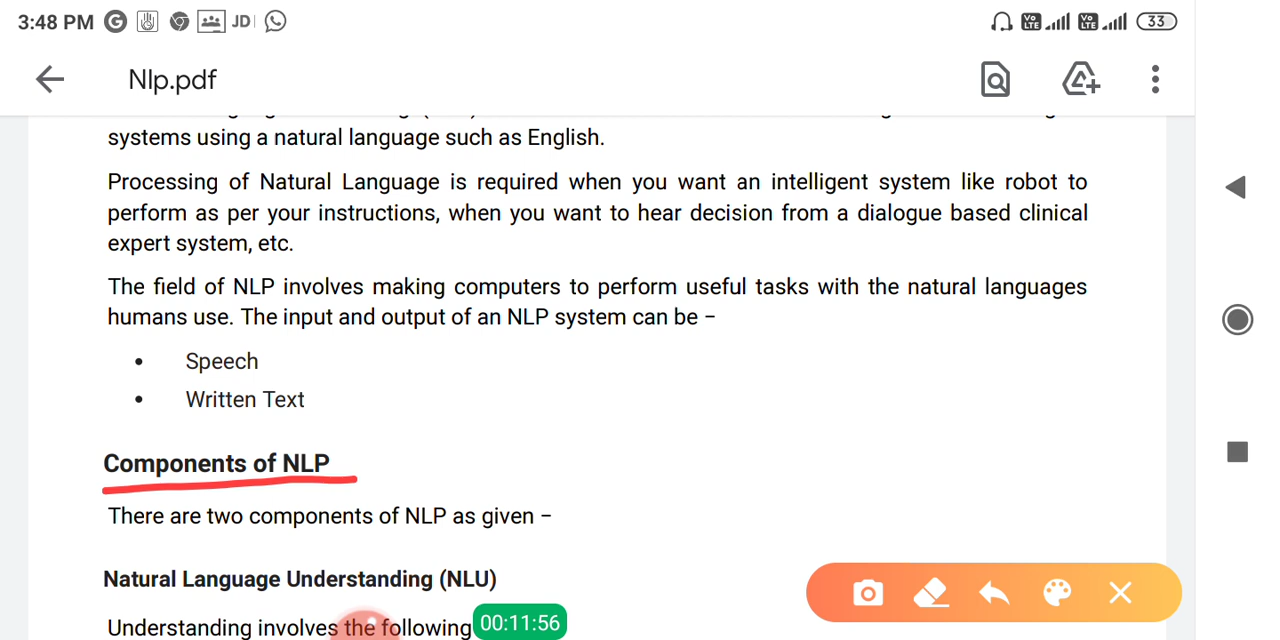 3:48 PM JD 33
Nlp.pdf
systems using a natural language such as English.
Processing of Natural Language is required when you want an intelligent system like robot to
perform as per your instructions, when you want to hear decision from a dialogue based clinical
expert system, etc.
The field of NLP involves making computers to perform useful tasks with the natural languages
humans use. The input and output of an NLP system can be −
• Speech
• Written Text
Components of NLP
There are two components of NLP as given −
Natural Language Understanding (NLU)
Understanding involves the following
00:11:56